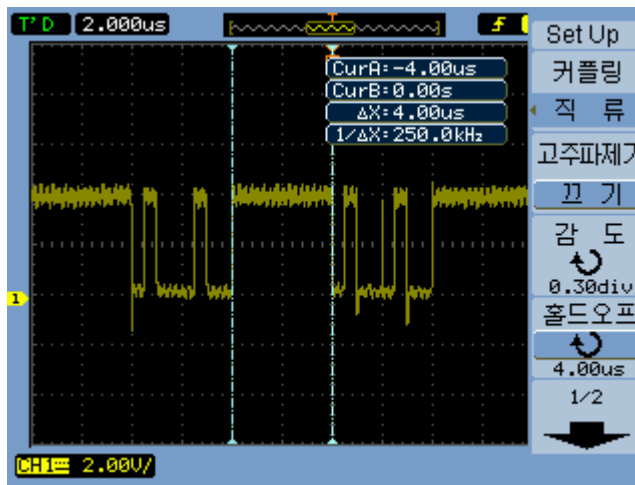 T'D 2.000us
Set Up
CurA:-4.00us
CurB:0.00s
ΔX:4.00us
1/ΔX:250.0kHz
커플링
직 류
고주파제거
끄 기
감 도
0.30div
홀드오프
4.00us
1/2
1
CH1 2.00V/